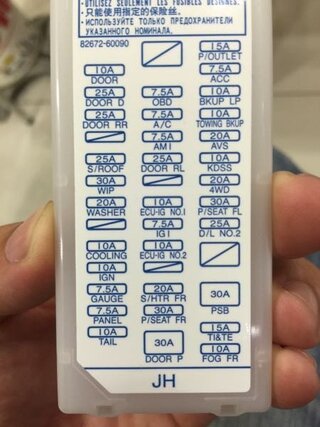 •UTILISEZ SEULEMENT LES FUSIBLES DESIGNES.
只能使用指定的保险丝。
•ИСПОЛЬЗУЙТЕ ТОЛЬКО ПРЕДОХРАНИТЕЛИ
УКАЗАННОГО НОМИНАЛА.
82672-60090
10A
DOOR
25A
DOOR D
25A
DOOR RR
25A
S/ROOF
30A
WIP
20A
WASHER
10A
COOLING
10A
IGN
7.5A
GAUGE
7.5A
PANEL
10A
TAIL
7.5A
OBD
7.5A
A/C
7.5A
AM1
25A
DOOR RL
10A
ECU-IG NO.1
7.5A
IG1
10A
ECU-IG NO.2
20A
S/HTR FR
30A
P/SEAT FR
30A
DOOR P
15A
P/OUTLET
7.5A
ACC
10A
BKUP LP
10A
TOWING BKUP
20A
AVS
10A
KDSS
20A
4WD
30A
P/SEAT FL
25A
D/L NO.2
30A
PSB
15A
TI&TE
10A
FOG FR
JH